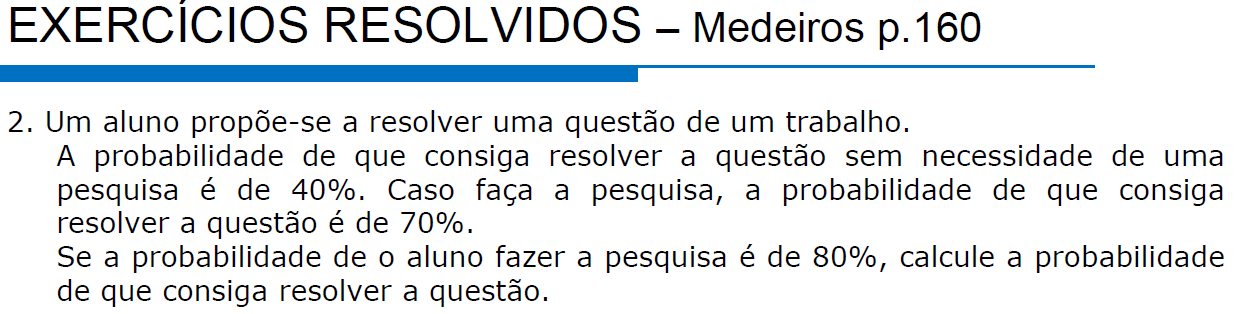 EXERCÍCIOS RESOLVIDOS – Medeiros p.160
2. Um aluno propõe-se a resolver uma questão de um trabalho.
A probabilidade de que consiga resolver a questão sem necessidade de uma
pesquisa é de 40%. Caso faça a pesquisa, a probabilidade de que consiga
resolver a questão é de 70%.
Se a probabilidade de o aluno fazer a pesquisa é de 80%, calcule a probabilidade
de que consiga resolver a questão.